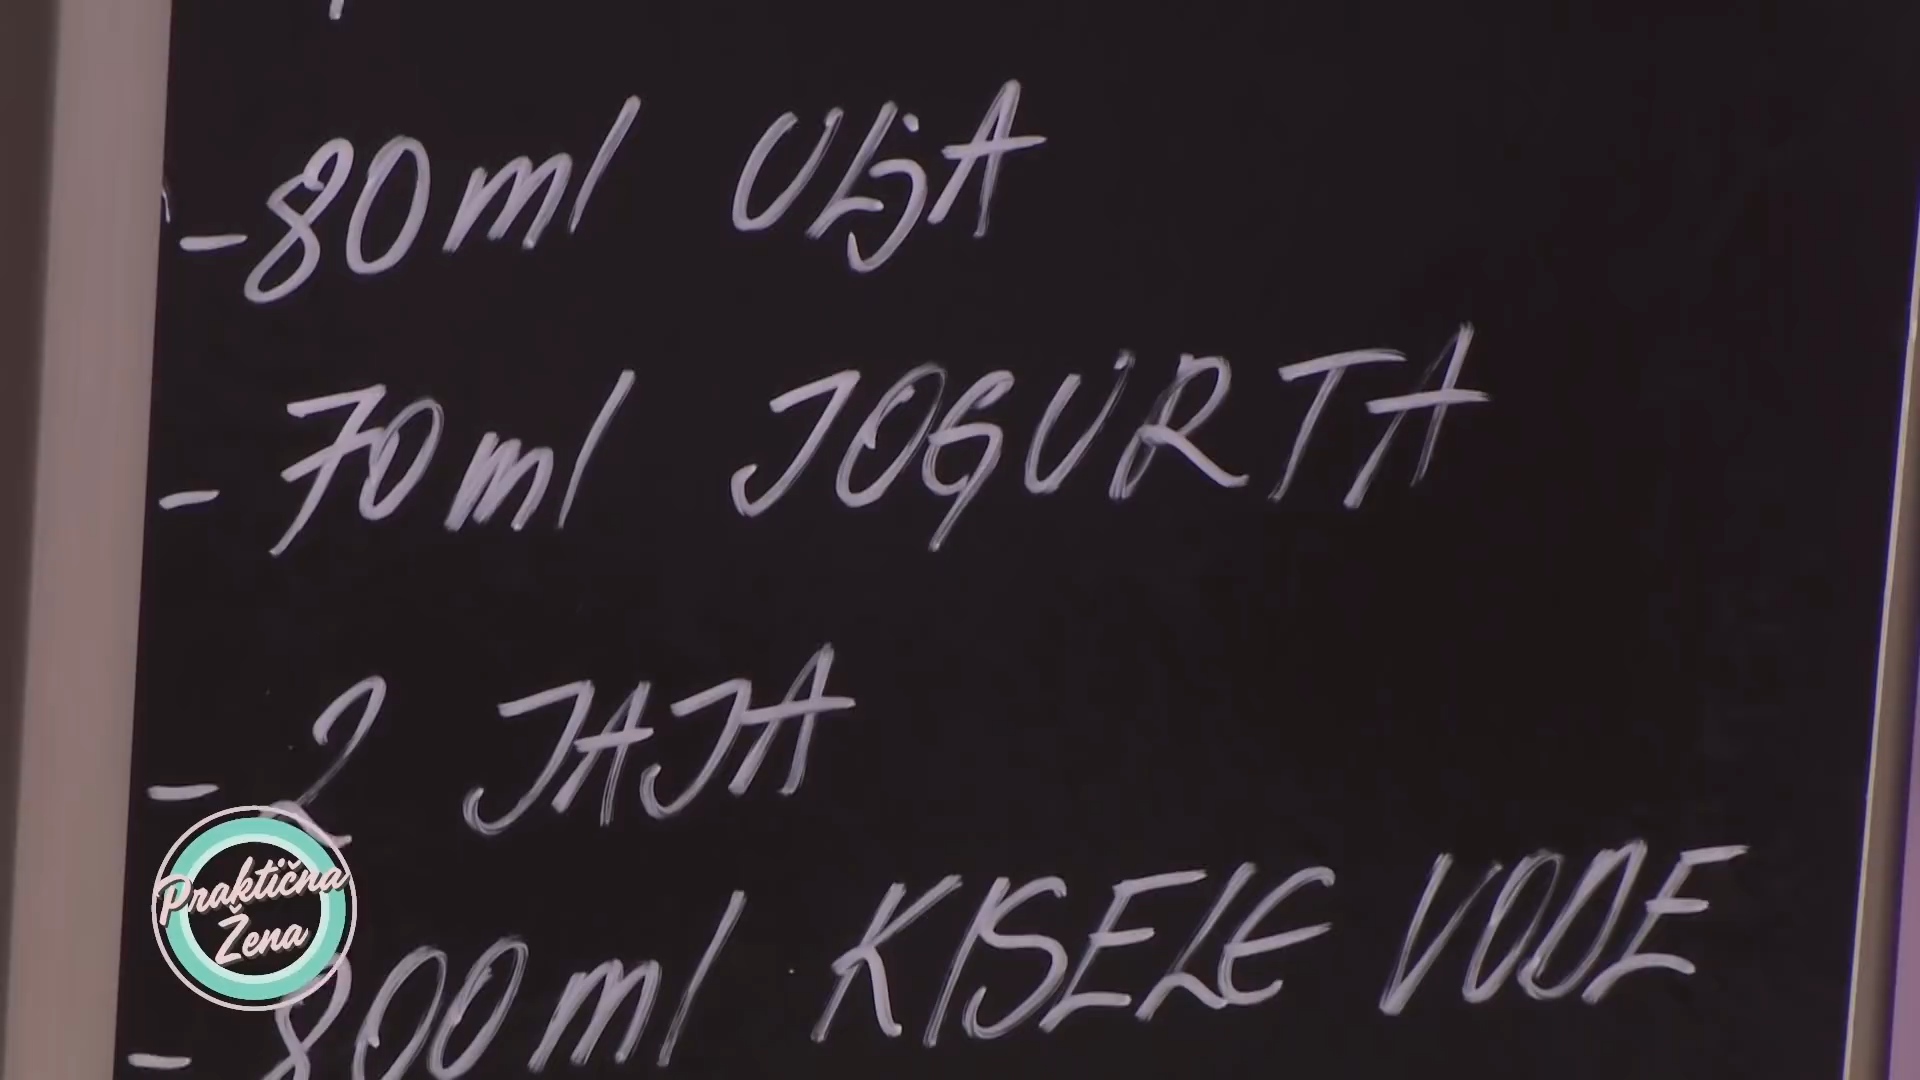 - 80ml ULjA
- 70ml JOGURTA
- 2 JAJA
- 800ml KISELE VODE
Praktična
Žena